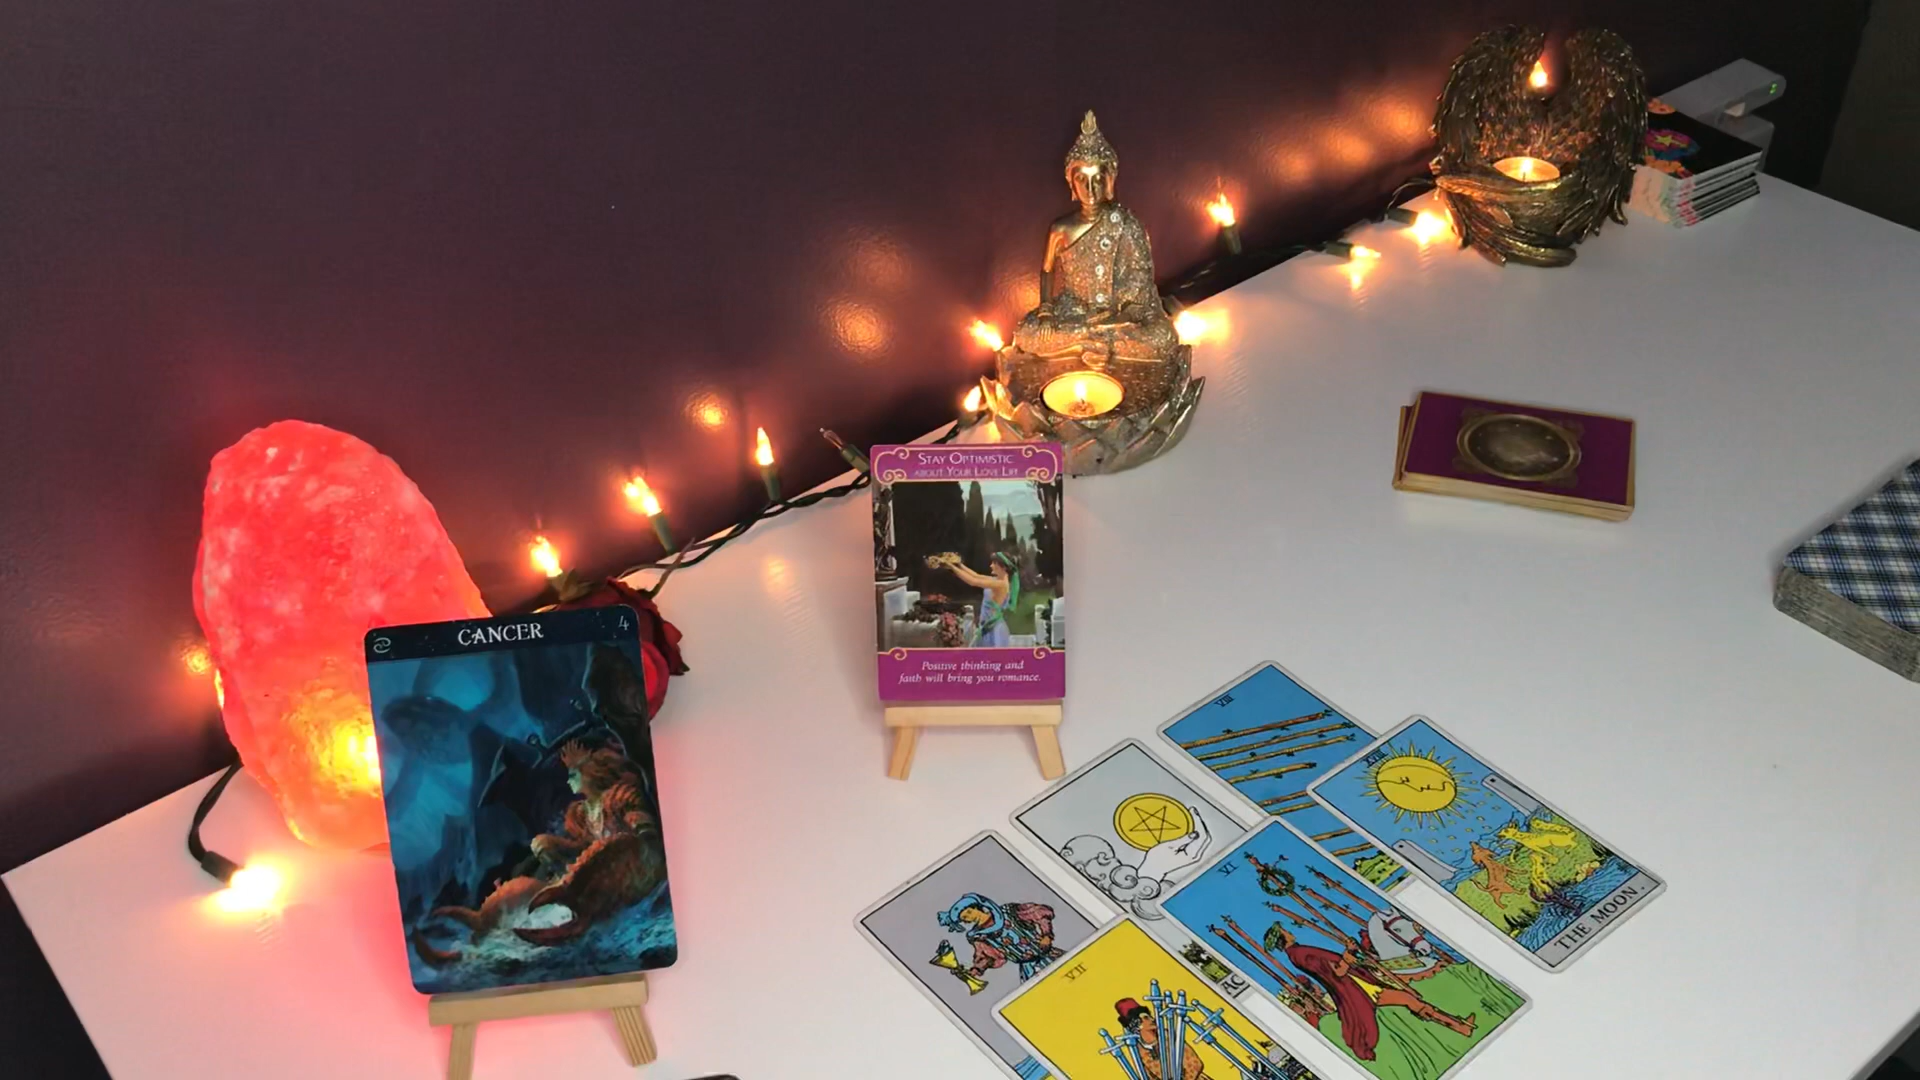 CANCER
4
STAY OPTIMISTIC
ABOUT YOUR LOVE LIFE
Positive thinking and
faith will bring you romance.
VIII
XVIII
THE MOON.
VI
AC
VII